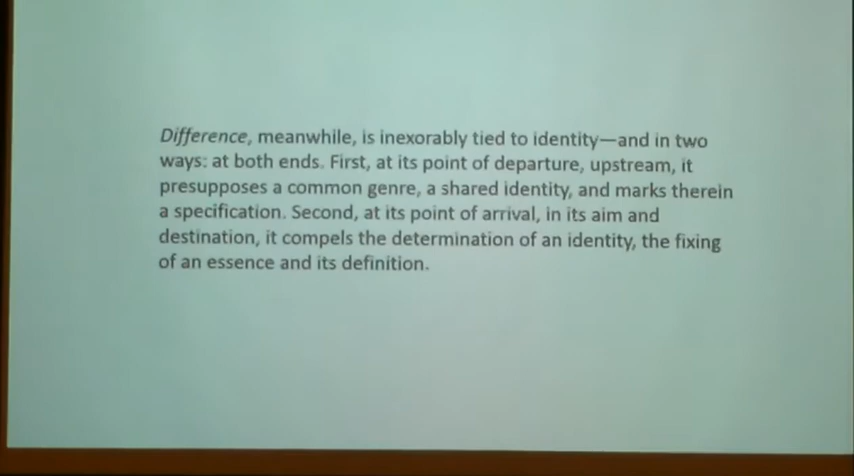 Difference, meanwhile, is inexorably tied to identity—and in two
ways: at both ends. First, at its point of departure, upstream, it
presupposes a common genre, a shared identity, and marks therein
a specification. Second, at its point of arrival, in its aim and
destination, it compels the determination of an identity, the fixing
of an essence and its definition.